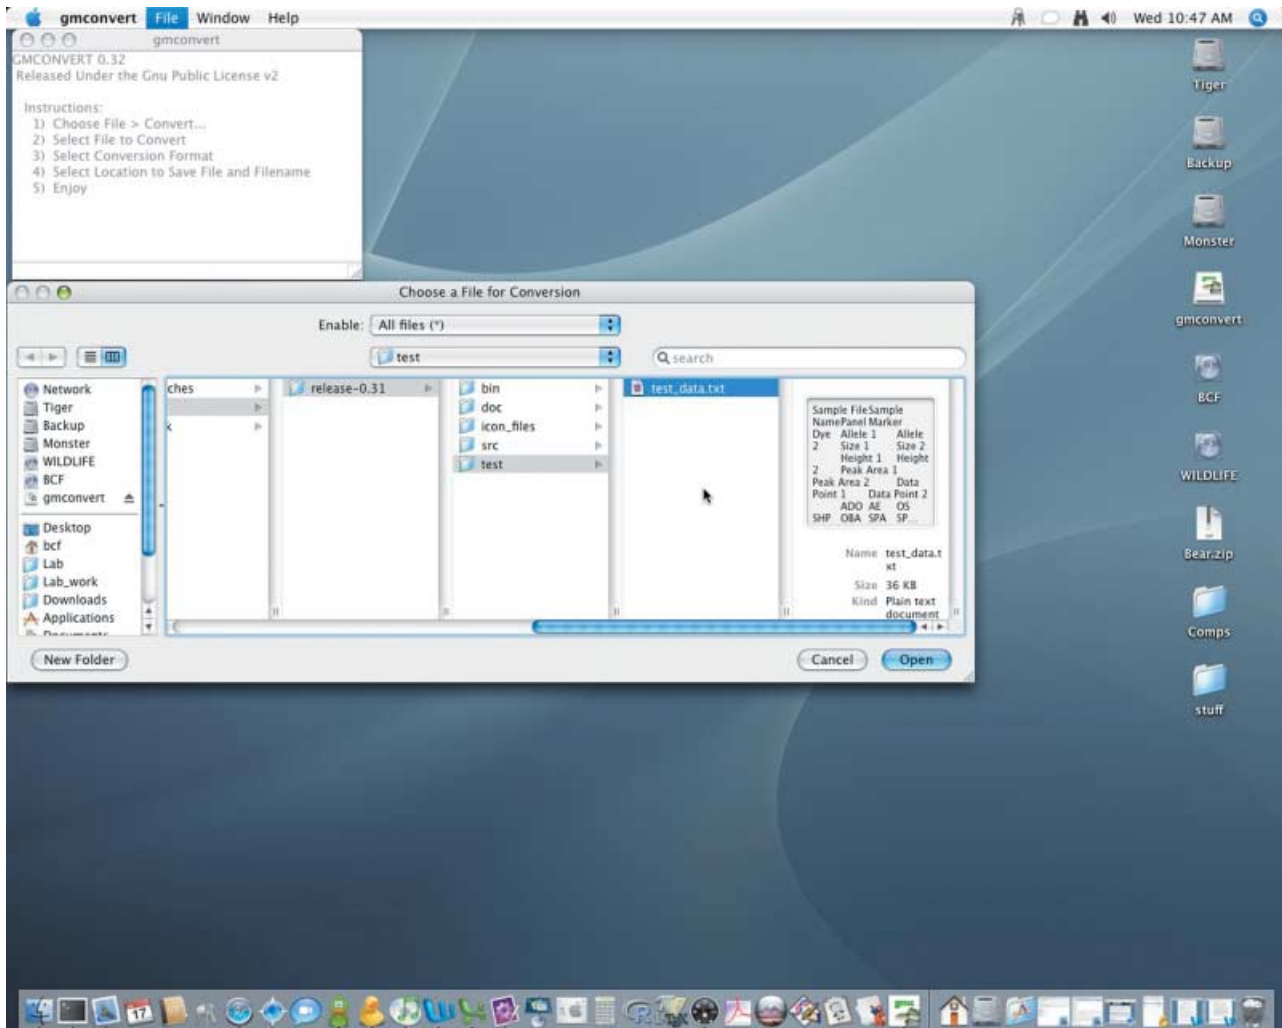 gmconvert File Window Help
Wed 10:47 AM
gmconvert
GMCONVERT 0.32
Released Under the Gnu Public License v2
Instructions:
1) Choose File > Convert...
2) Select File to Convert
3) Select Conversion Format
4) Select Location to Save File and Filename
5) Enjoy
Choose a File for Conversion
Enable: All files (*)
test
search
Network
Tiger
Backup
Monster
WILDLIFE
BCF
gmconvert
Desktop
bcf
Lab
Lab_work
Downloads
Applications
Documents
ches
k
release-0.31
bin
doc
icon_files
src
test
test_data.txt
Sample FileSample
NamePanel Marker
Dye Allele 1 Allele
2 Size 1 Size 2
Height 1 Height
2 Peak Area 1
Peak Area 2 Data
Point 1 Data Point 2
ADO AE OS
SHP OBA SPA SP...
Name test_data.t
xt
Size 36 KB
Kind Plain text
document
New Folder
Cancel
Open
Tiger
Backup
Monster
gmconvert
BCF
WILDLIFE
Bear.zip
Comps
stuff
17